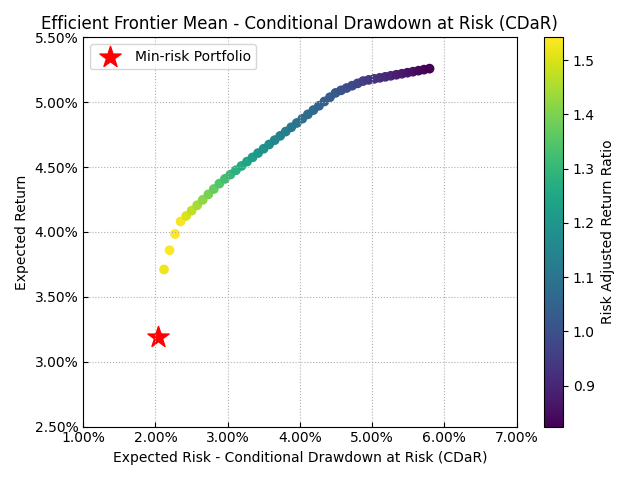 Efficient Frontier Mean - Conditional Drawdown at Risk (CDaR)
Min-risk Portfolio
5.50%
5.00%
4.50%
4.00%
3.50%
3.00%
2.50%
Expected Return
1.00% 2.00% 3.00% 4.00% 5.00% 6.00% 7.00%
Expected Risk - Conditional Drawdown at Risk (CDaR)
1.5
1.4
1.3
1.2
1.1
1.0
0.9
Risk Adjusted Return Ratio